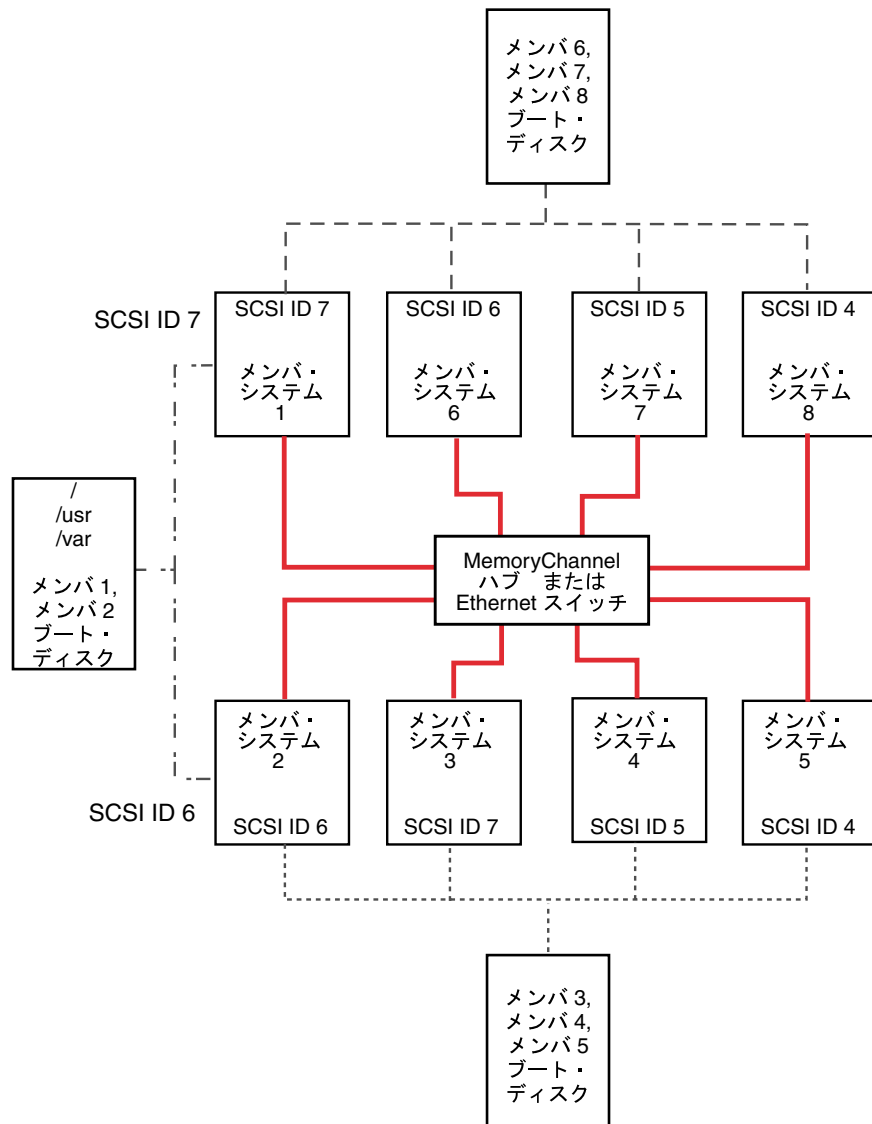 メンバ 6,
メンバ 7,
メンバ 8
ブート・
ディスク
SCSI ID 7
SCSI ID 7
メンバ・
システム
1
SCSI ID 6
メンバ・
システム
6
SCSI ID 5
メンバ・
システム
7
SCSI ID 4
メンバ・
システム
8
/
/usr
/var
メンバ 1,
メンバ 2
ブート・
ディスク
MemoryChannel
ハブ または
Ethernet スイッチ
メンバ・
システム
2
SCSI ID 6
SCSI ID 6
メンバ・
システム
3
SCSI ID 7
メンバ・
システム
4
SCSI ID 5
メンバ・
システム
5
SCSI ID 4
メンバ 3,
メンバ 4,
メンバ 5
ブート・
ディスク